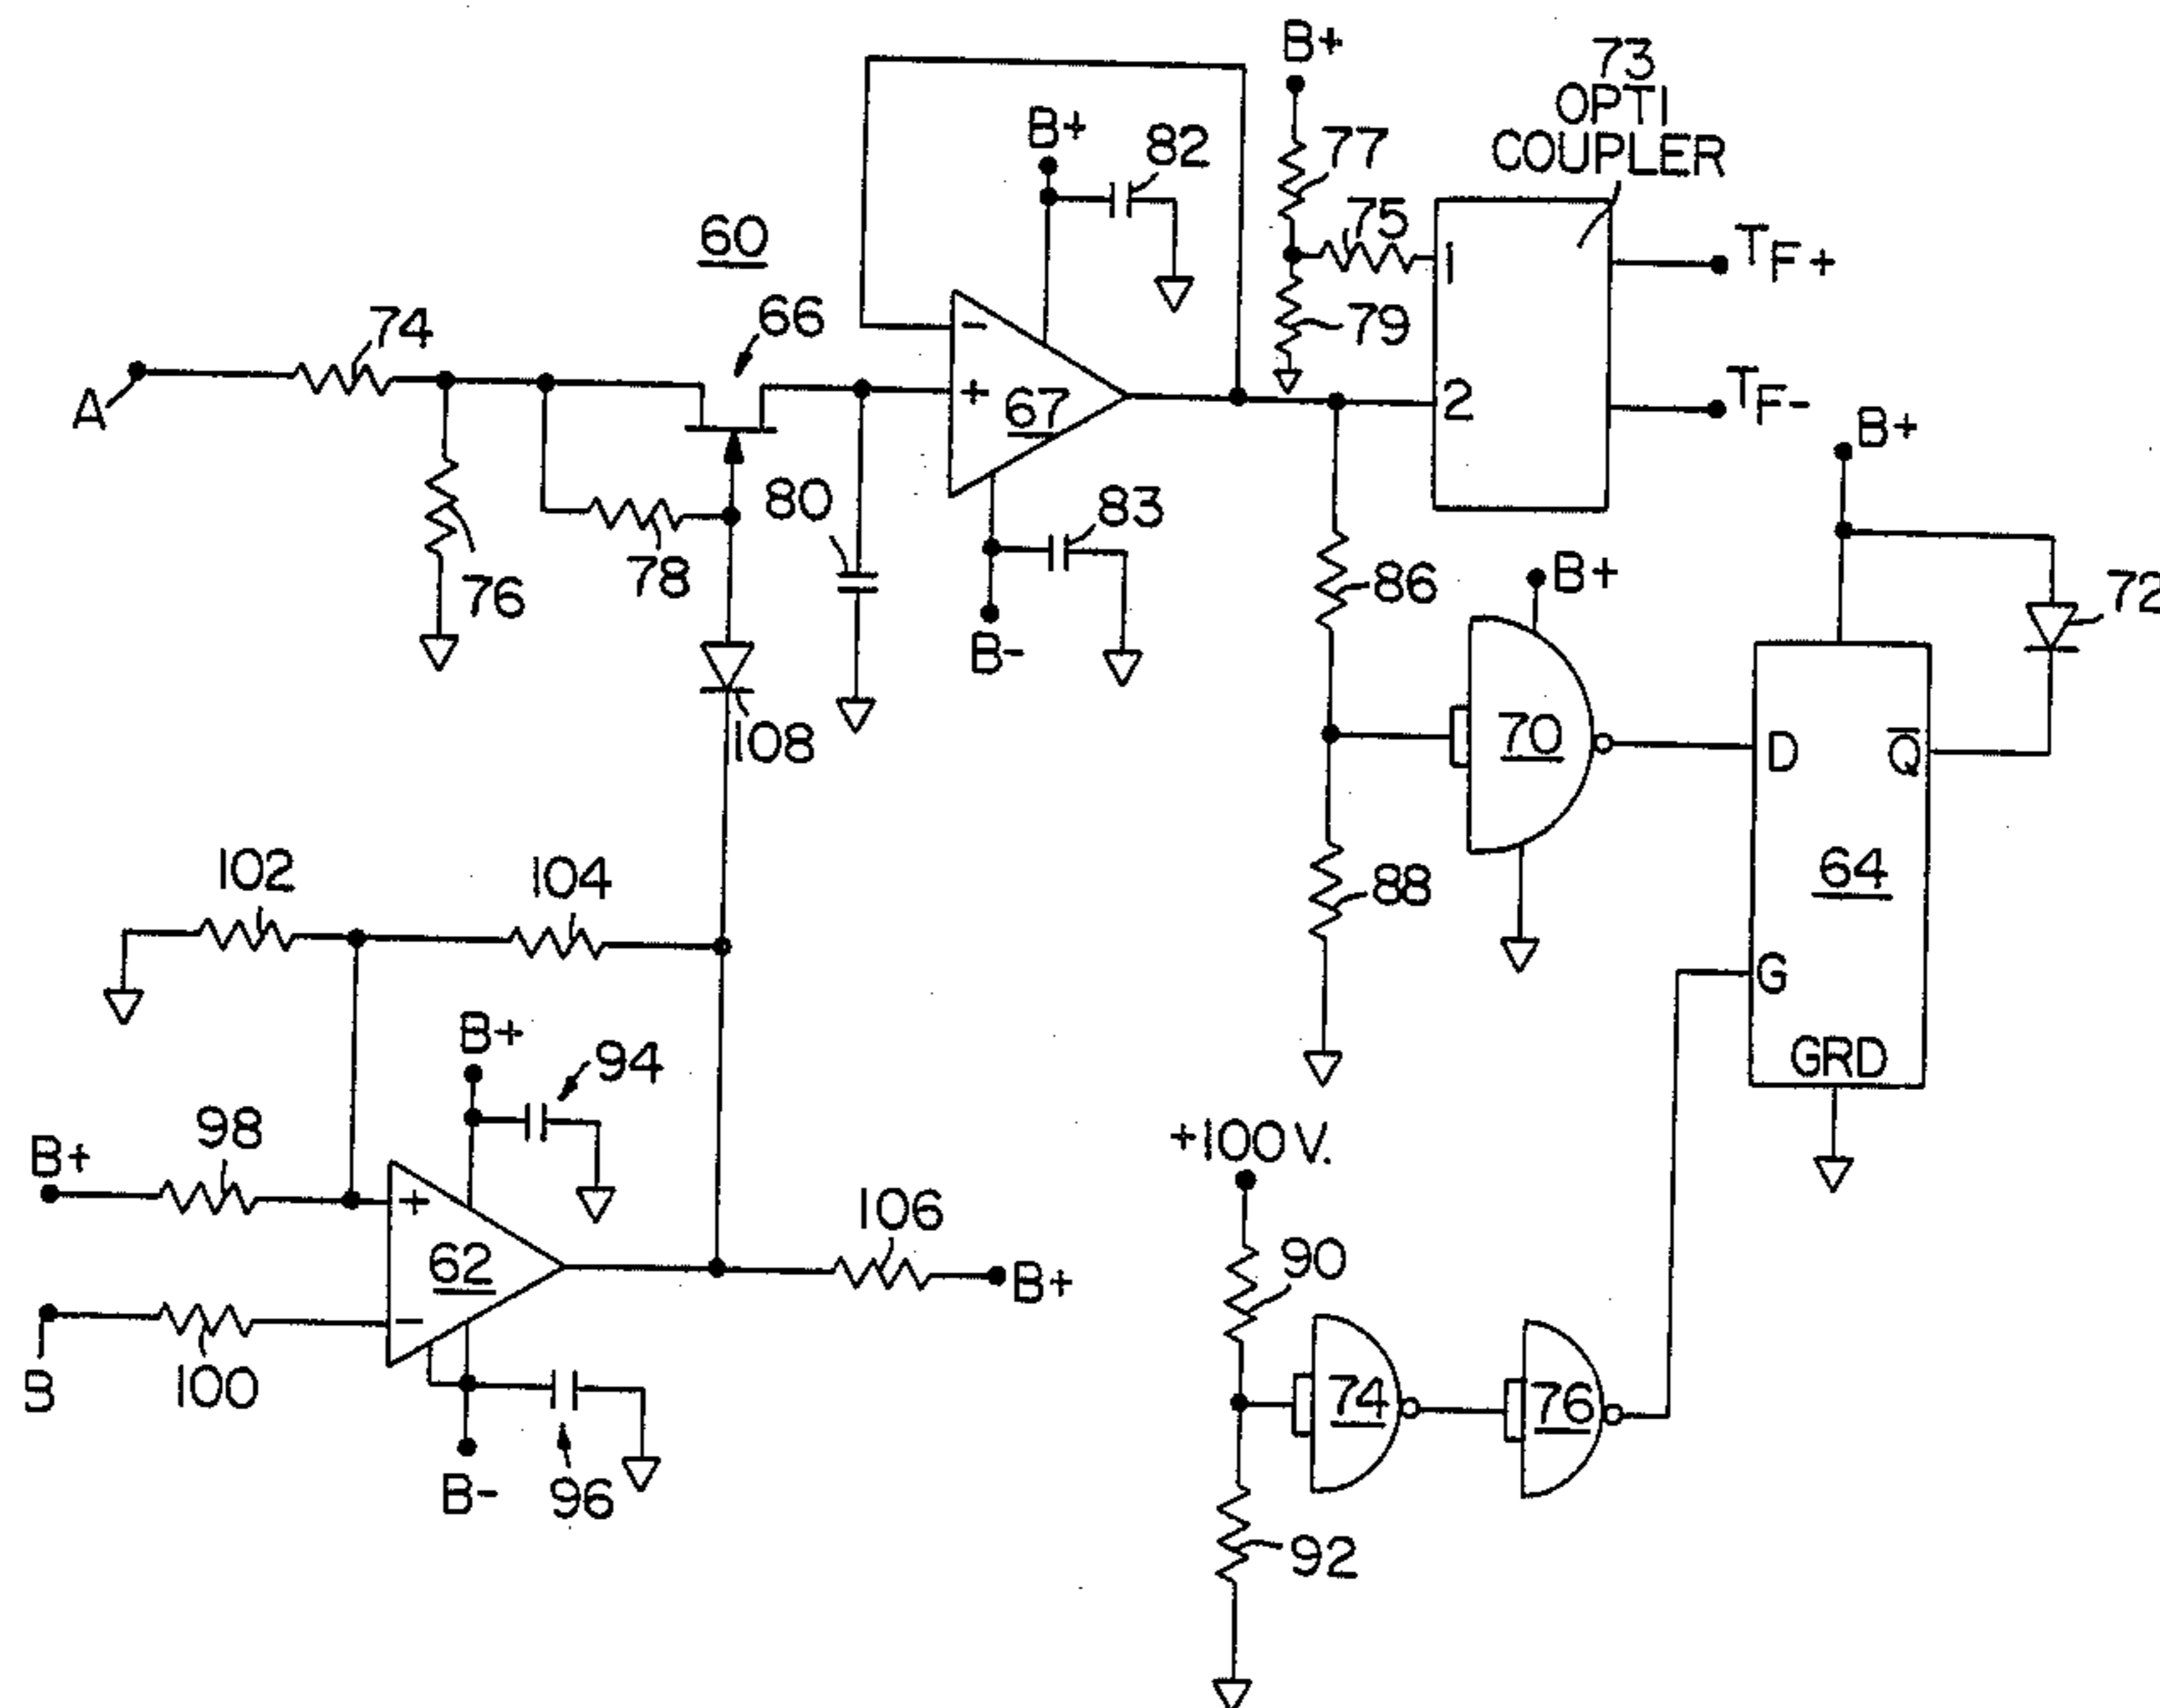 B+
73
OPTI
COUPLER
B+
82
77
60
75
1
TF+
74
66
79
A
-
+
67
2
TF-
B+
80
83
78
76
86
B+
72
B-
108
70
D
Q
102
104
88
64
G
B+
94
GRD
98
+100 V.
B+
+
106
90
62
B+
-
B
100
74
76
B-
96
92